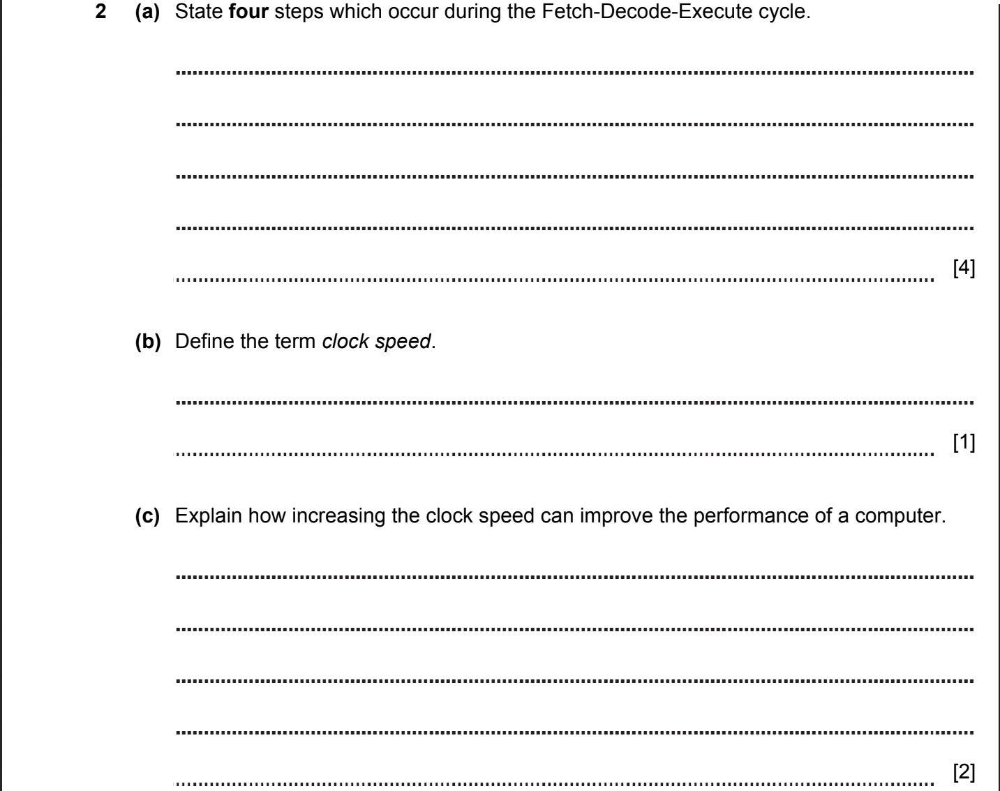 2 (a) State four steps which occur during the Fetch-Decode-Execute cycle.
[4]
(b) Define the term clock speed.
[1]
(c) Explain how increasing the clock speed can improve the performance of a computer.
[2]